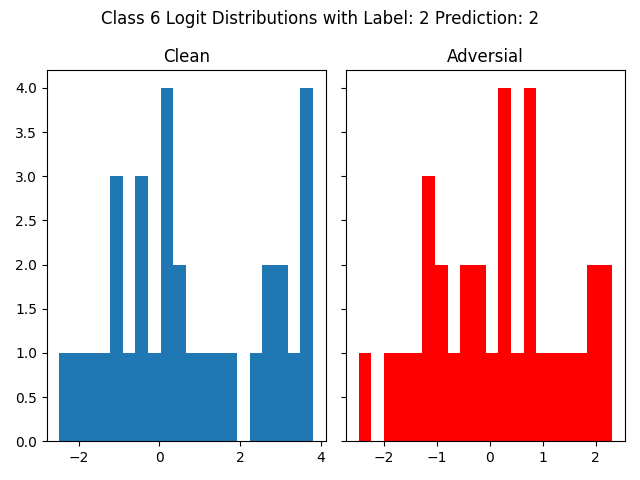 Class 6 Logit Distributions with Label: 2 Prediction: 2
Clean
Adversial
4.0
3.5
3.0
2.5
2.0
1.5
1.0
0.5
0.0
−2 0 2 4
−2 −1 0 1 2